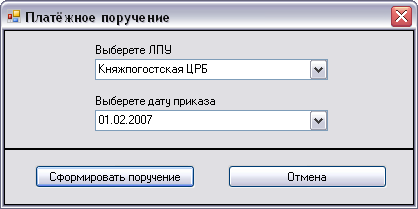 Платёжное поручение
Выберете ЛПУ
Княжпогостская ЦРБ
Выберете дату приказа
01.02.2007
Сформировать поручение
Отмена